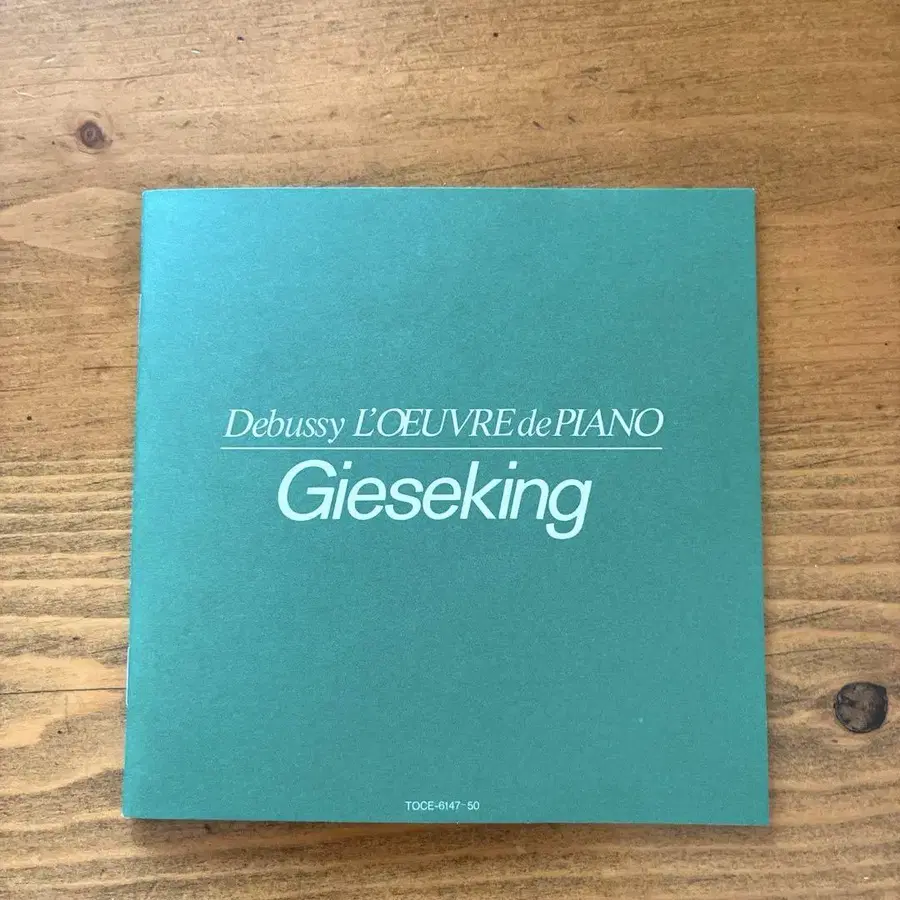 Debussy L'ŒUVRE de PIANO
Gieseking
TOCE-6147-50